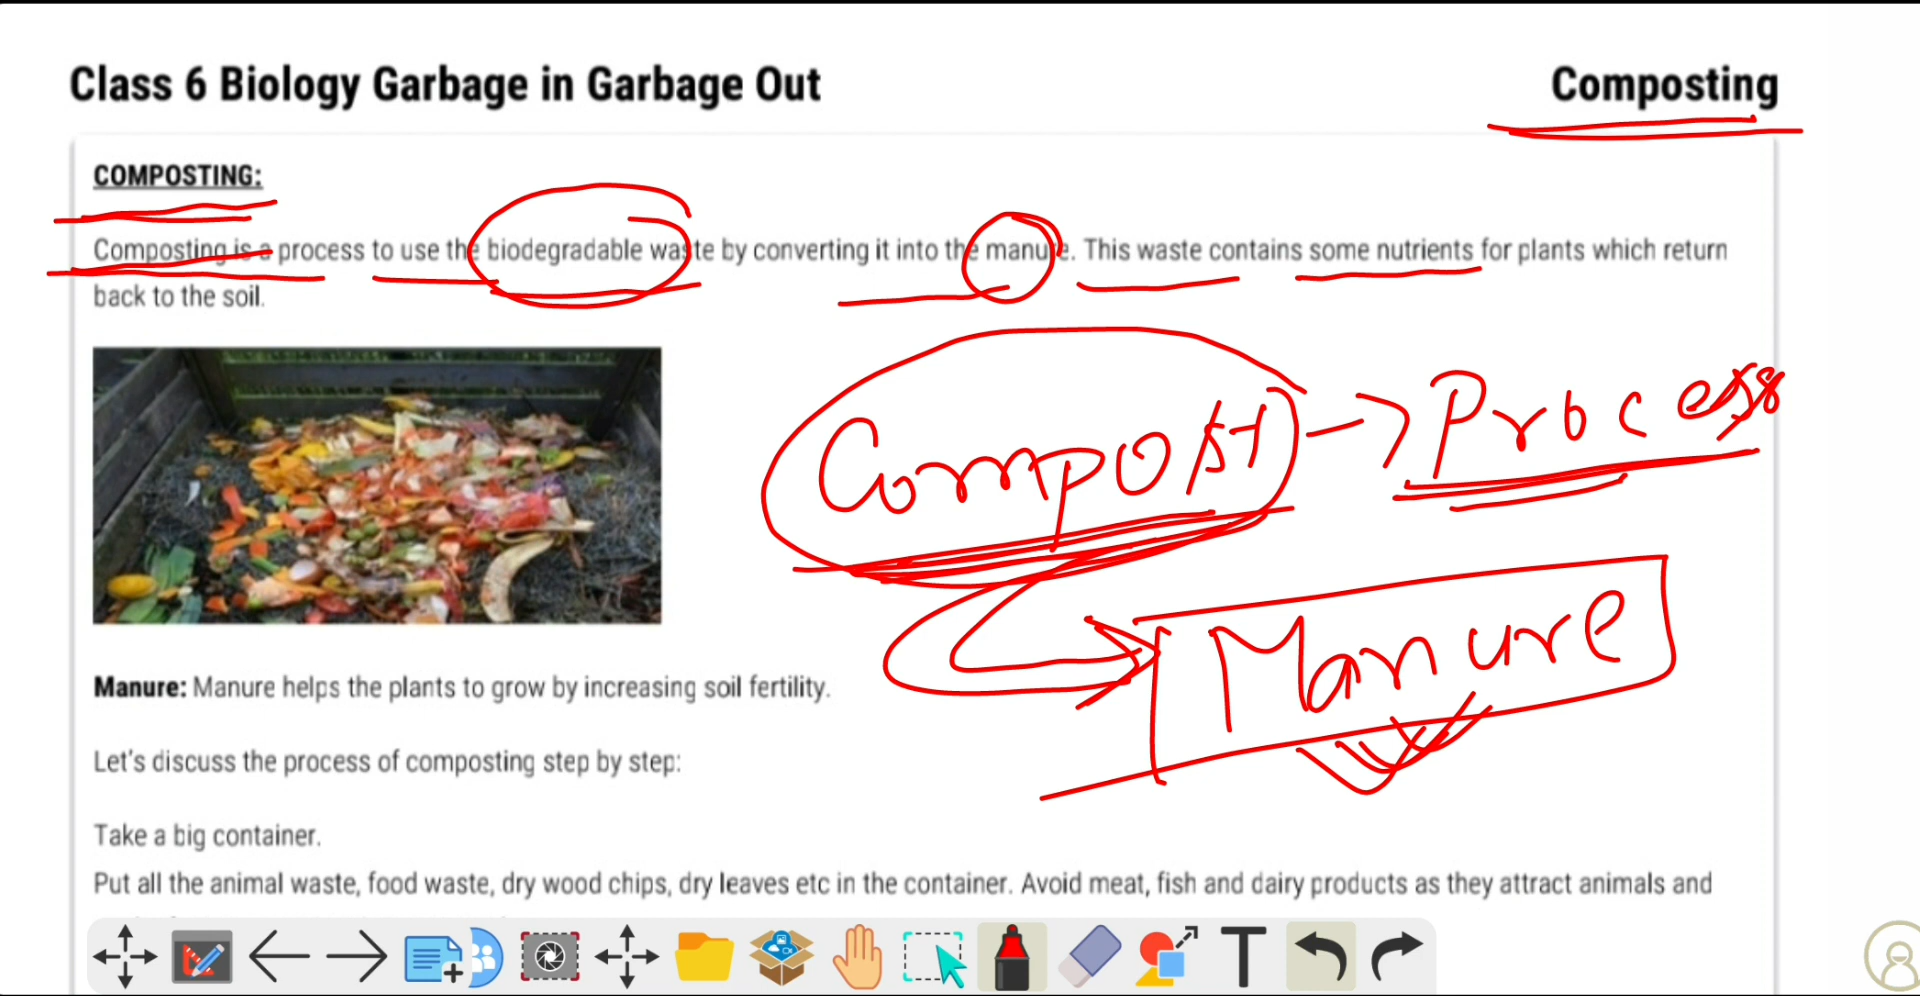 Class 6 Biology Garbage in Garbage Out
Composting
COMPOSTING:
Composting is a process to use the biodegradable waste by converting it into the manure. This waste contains some nutrients for plants which return
back to the soil.
Compost → Process
Manure
Manure: Manure helps the plants to grow by increasing soil fertility.
Let's discuss the process of composting step by step:
Take a big container.
Put all the animal waste, food waste, dry wood chips, dry leaves etc in the container. Avoid meat, fish and dairy products as they attract animals and